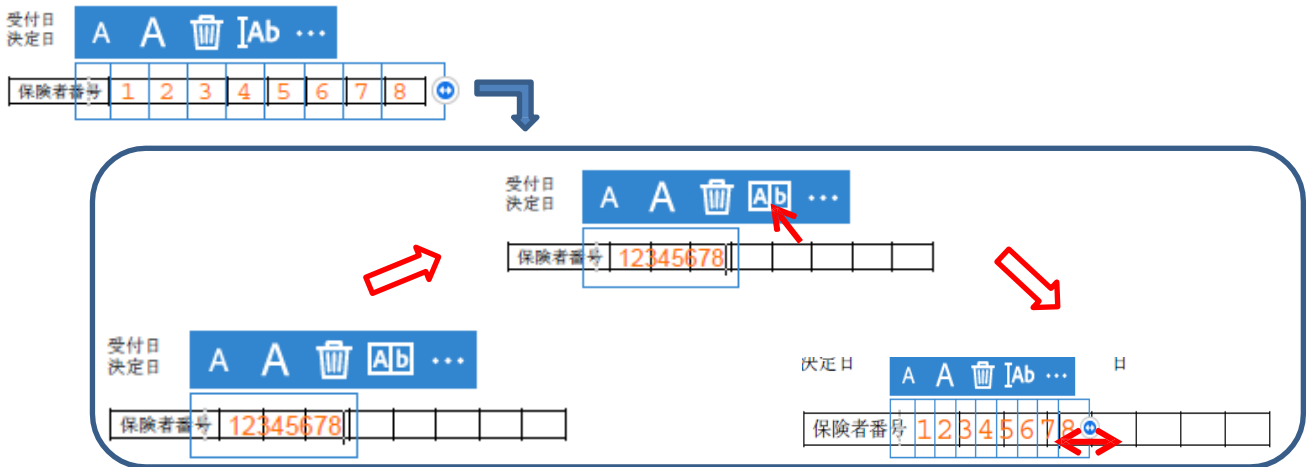 受付日
決定日
A A Ab ...
保険者番号 1 2 3 4 5 6 7 8
受付日
決定日
A A Ab ...
保険者番号 12345678
受付日
決定日
A A Ab ...
保険者番号 12345678
決定日 日
A A Ab ...
保険者番号 1 2 3 4 5 6 7 8